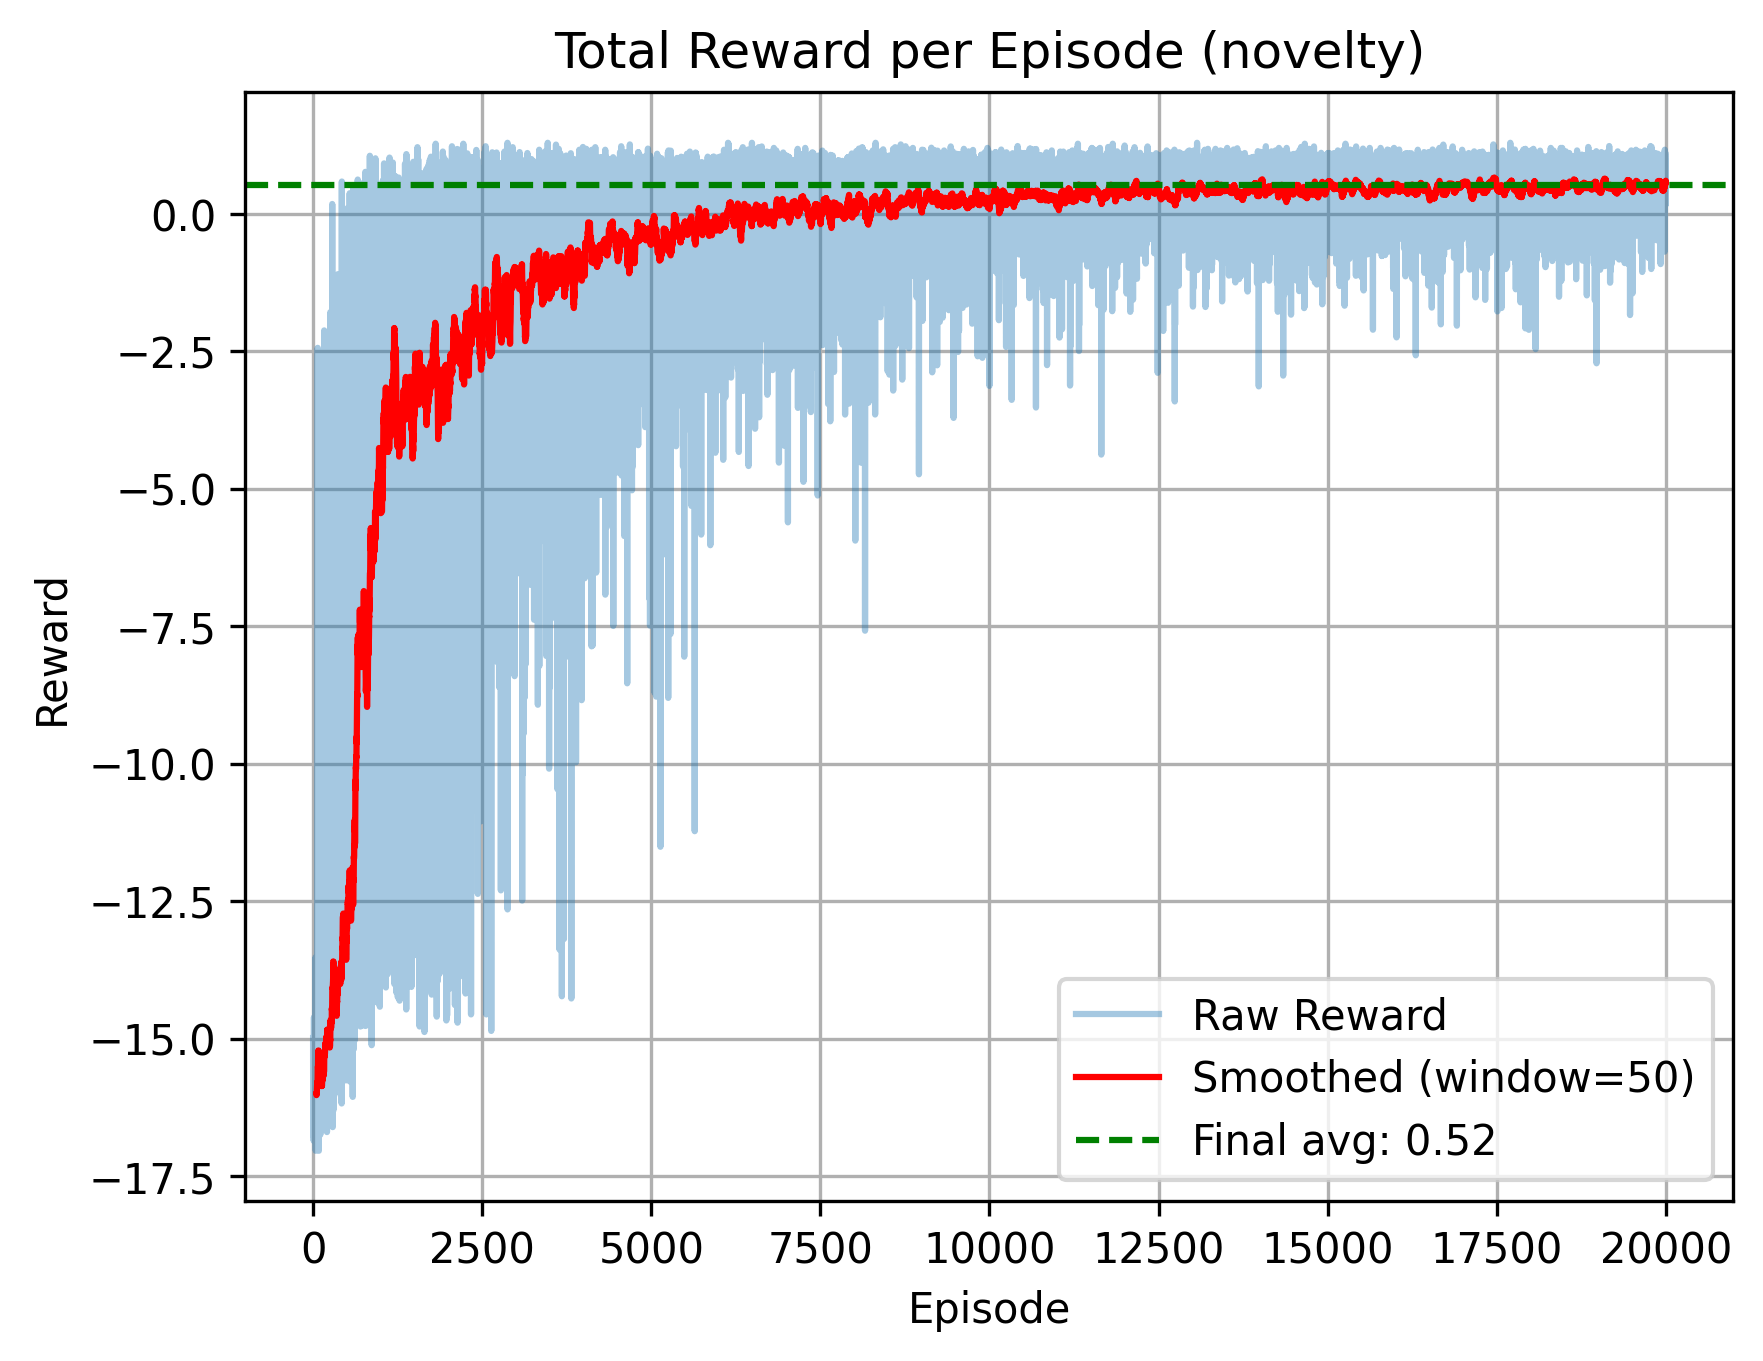 Total Reward per Episode (novelty)
0.0
−2.5
−5.0
−7.5
−10.0
−12.5
−15.0
−17.5
Reward
Raw Reward
Smoothed (window=50)
Final avg: 0.52
0 2500 5000 7500 10000 12500 15000 17500 20000
Episode